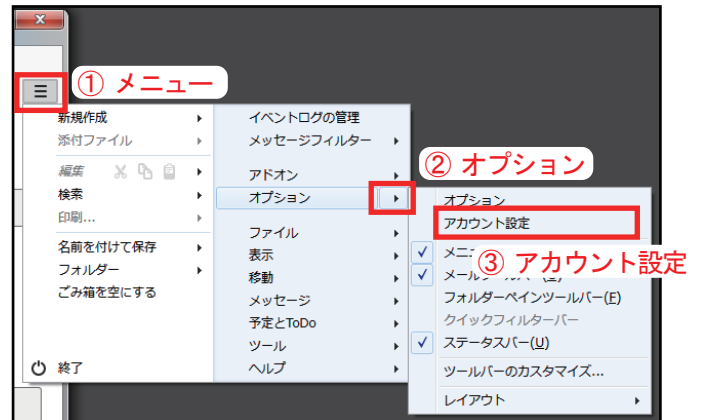 ① メニュー
新規作成
添付ファイル
編集
検索
印刷...
名前を付けて保存
フォルダー
ごみ箱を空にする
終了
イベントログの管理
メッセージフィルター
アドオン
オプション
ファイル
表示
移動
メッセージ
予定とToDo
ツール
ヘルプ
② オプション
オプション
アカウント設定
③ アカウント設定
フォルダーペインツールバー(F)
クイックフィルターバー
ステータスバー(U)
ツールバーのカスタマイズ...
レイアウト